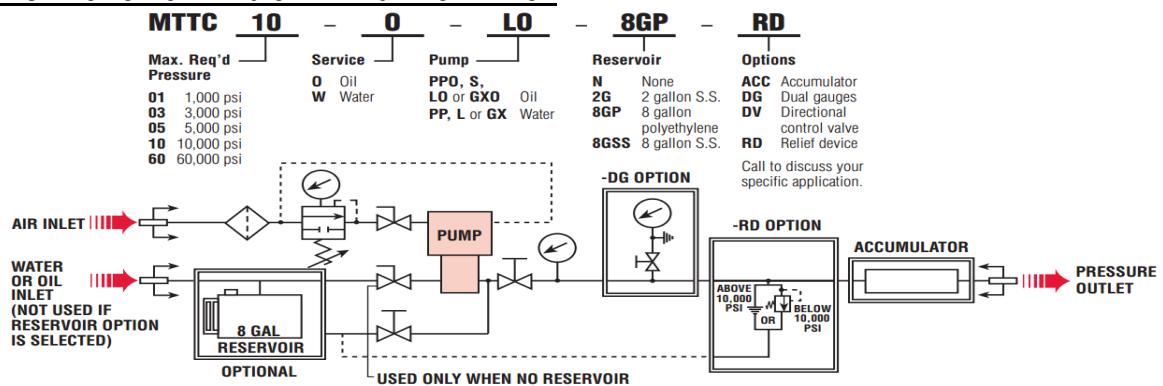 MTTC 10 - O - LO - 8GP - RD
Max. Req'd
Pressure
01 1,000 psi
03 3,000 psi
05 5,000 psi
10 10,000 psi
60 60,000 psi
Service
O Oil
W Water
Pump
PPO, S,
LO or GXO Oil
PP, L or GX Water
Reservoir
N None
2G 2 gallon S.S.
8GP 8 gallon
polyethylene
8GSS 8 gallon S.S.
Options
ACC Accumulator
DG Dual gauges
DV Directional
control valve
RD Relief device
Call to discuss your
specific application.
-DG OPTION
AIR INLET
PUMP
-RD OPTION
ACCUMULATOR
WATER
OR OIL
INLET
(NOT USED IF
RESERVOIR OPTION
IS SELECTED)
PRESSURE
OUTLET
ABOVE
10,000
PSI
OR
BELOW
10,000
PSI
8 GAL
RESERVOIR
OPTIONAL
USED ONLY WHEN NO RESERVOIR